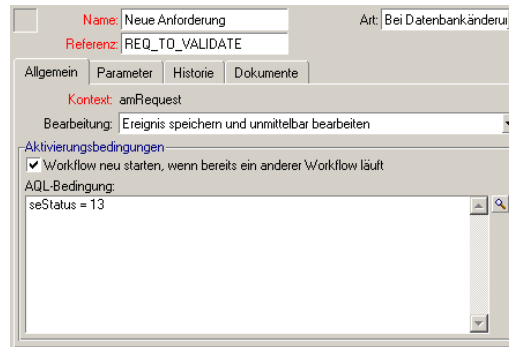 Name: Neue Anforderung Art: Bei Datenbankänderu
Referenz: REQ_TO_VALIDATE
Allgemein Parameter Historie Dokumente
Kontext: amRequest
Bearbeitung: Ereignis speichern und unmittelbar bearbeiten
Aktivierungsbedingungen
Workflow neu starten, wenn bereits ein anderer Workflow läuft
AQL-Bedingung:
seStatus = 13